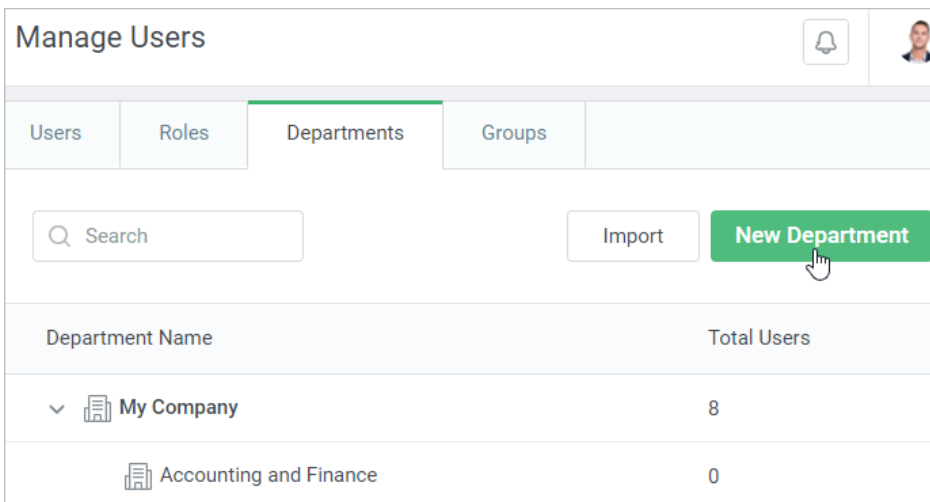 Manage Users
Users Roles Departments Groups
Search Import New Department
Department Name Total Users
My Company 8
Accounting and Finance 0